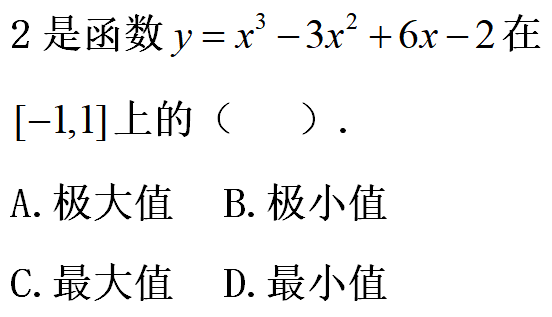 2 是函数 y = x³ − 3x² + 6x − 2 在
[−1,1] 上的（　　）.
A. 极大值　B. 极小值
C. 最大值　D. 最小值